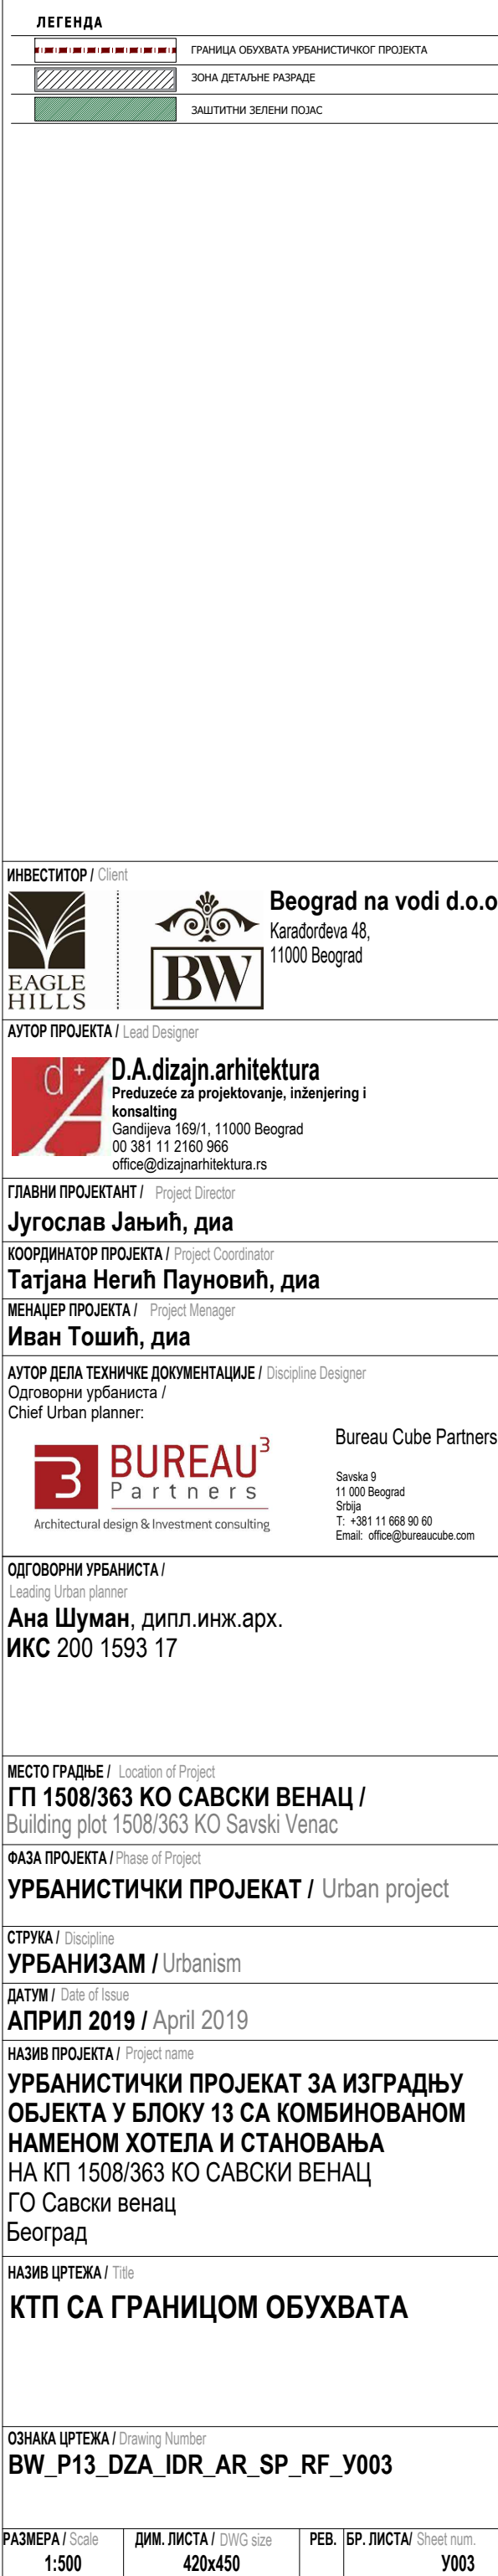 ЛЕГЕНДА
ГРАНИЦА ОБУХВАТА УРБАНИСТИЧКОГ ПРОЈЕКТА
ЗОНА ДЕТАЉНЕ РАЗРАДЕ
ЗАШТИТНИ ЗЕЛЕНИ ПОЈАС
ИНВЕСТИТОР / Client
EAGLE
HILLS
BW
Beograd na vodi d.o.o
Karađorđeva 48,
11000 Beograd
АУТОР ПРОЈЕКТА / Lead Designer
d+A
D.A.dizajn.arhitektura
Preduzeće za projektovanje, inženjering i
konsalting
Gandijeva 169/1, 11000 Beograd
00 381 11 2160 966
office@dizajnarhitektura.rs
ГЛАВНИ ПРОЈЕКТАНТ / Project Director
Југослав Јањић, диа
КООРДИНАТОР ПРОЈЕКТА / Project Coordinator
Татјана Негић Пауновић, диа
МЕНАЏЕР ПРОЈЕКТА / Project Menager
Иван Тошић, диа
АУТОР ДЕЛА ТЕХНИЧКЕ ДОКУМЕНТАЦИЈЕ / Discipline Designer
Одговорни урбаниста /
Chief Urban planner:
BUREAU3
Partners
Architectural design & Investment consulting
Bureau Cube Partners
Savska 9
11 000 Beograd
Srbija
T: +381 11 668 90 60
Email: office@bureaucube.com
ОДГОВОРНИ УРБАНИСТА /
Leading Urban planner
Ана Шуман, дипл.инж.арх.
ИКС 200 1593 17
МЕСТО ГРАДЊЕ / Location of Project
ГП 1508/363 КО САВСКИ ВЕНАЦ /
Building plot 1508/363 KO Savski Venac
ФАЗА ПРОЈЕКТА / Phase of Project
УРБАНИСТИЧКИ ПРОЈЕКАТ / Urban project
СТРУКА / Discipline
УРБАНИЗАМ / Urbanism
ДАТУМ / Date of Issue
АПРИЛ 2019 / April 2019
НАЗИВ ПРОЈЕКТА / Project name
УРБАНИСТИЧКИ ПРОЈЕКАТ ЗА ИЗГРАДЊУ
ОБЈЕКТА У БЛОКУ 13 СА КОМБИНОВАНОМ
НАМЕНОМ ХОТЕЛА И СТАНОВАЊА
НА КП 1508/363 КО САВСКИ ВЕНАЦ
ГО Савски венац
Београд
НАЗИВ ЦРТЕЖА / Title
КТП СА ГРАНИЦОМ ОБУХВАТА
ОЗНАКА ЦРТЕЖА / Drawing Number
BW_P13_DZA_IDR_AR_SP_RF_У003
РАЗМЕРА / Scale
1:500
ДИМ. ЛИСТА / DWG size
420x450
РЕВ.
БР. ЛИСТА/ Sheet num.
У003